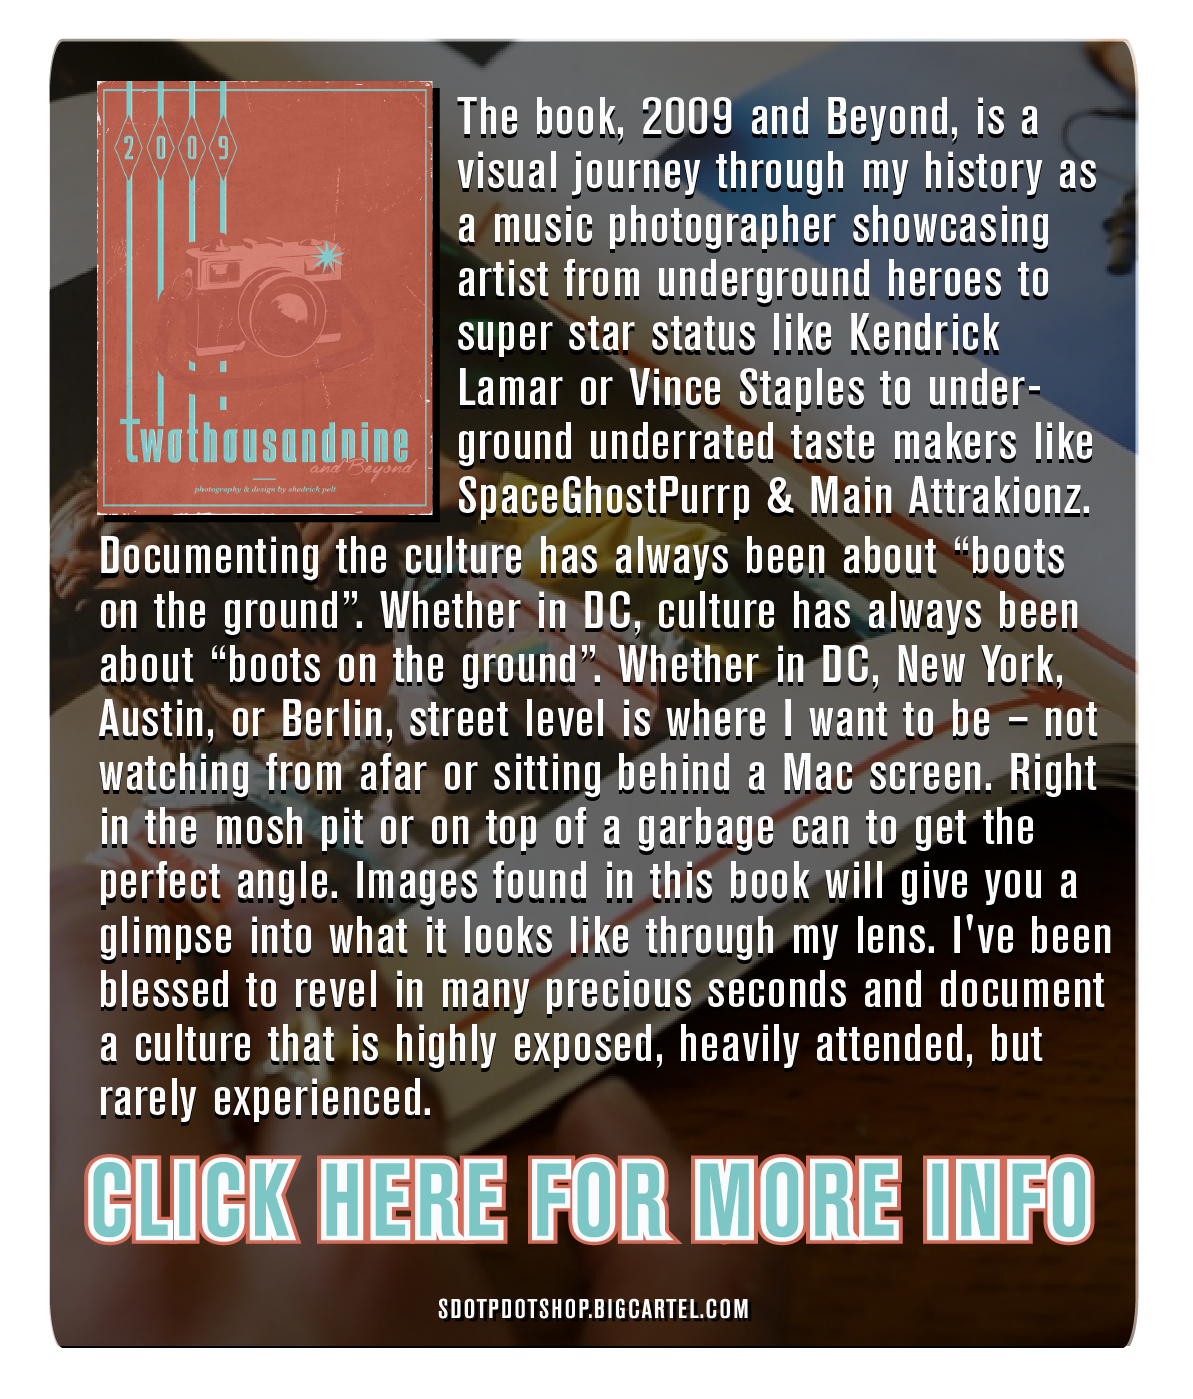 2009
twothousandnine
and Beyond
photography & design by shedrick pelt
The book, 2009 and Beyond, is a
visual journey through my history as
a music photographer showcasing
artist from underground heroes to
super star status like Kendrick
Lamar or Vince Staples to under-
ground underrated taste makers like
SpaceGhostPurrp & Main Attrakionz.
Documenting the culture has always been about “boots
on the ground”. Whether in DC, culture has always been
about “boots on the ground”. Whether in DC, New York,
Austin, or Berlin, street level is where I want to be – not
watching from afar or sitting behind a Mac screen. Right
in the mosh pit or on top of a garbage can to get the
perfect angle. Images found in this book will give you a
glimpse into what it looks like through my lens. I've been
blessed to revel in many precious seconds and document
a culture that is highly exposed, heavily attended, but
rarely experienced.
CLICK HERE FOR MORE INFO
SDOTPDOTSHOP.BIGCARTEL.COM